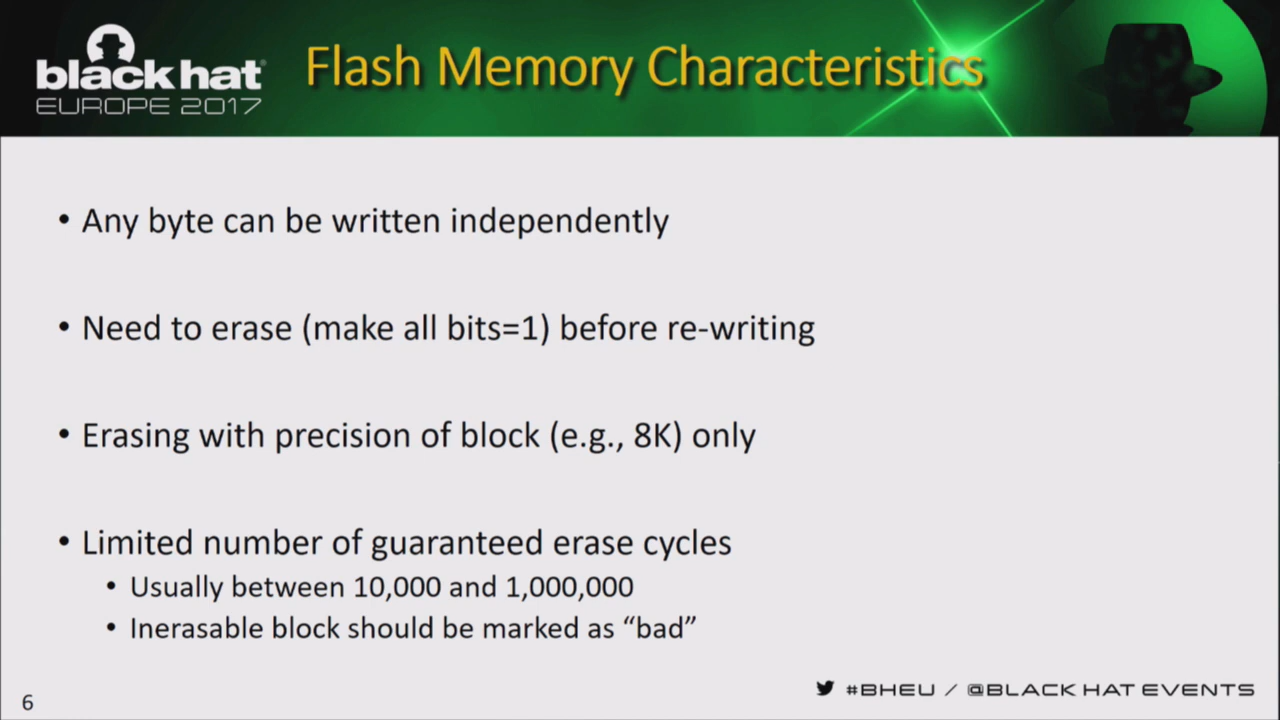 black hat®
EUROPE 2017
Flash Memory Characteristics
• Any byte can be written independently
• Need to erase (make all bits=1) before re-writing
• Erasing with precision of block (e.g., 8K) only
• Limited number of guaranteed erase cycles
• Usually between 10,000 and 1,000,000
• Inerasable block should be marked as “bad”
6
#BHEU / @BLACK HAT EVENTS